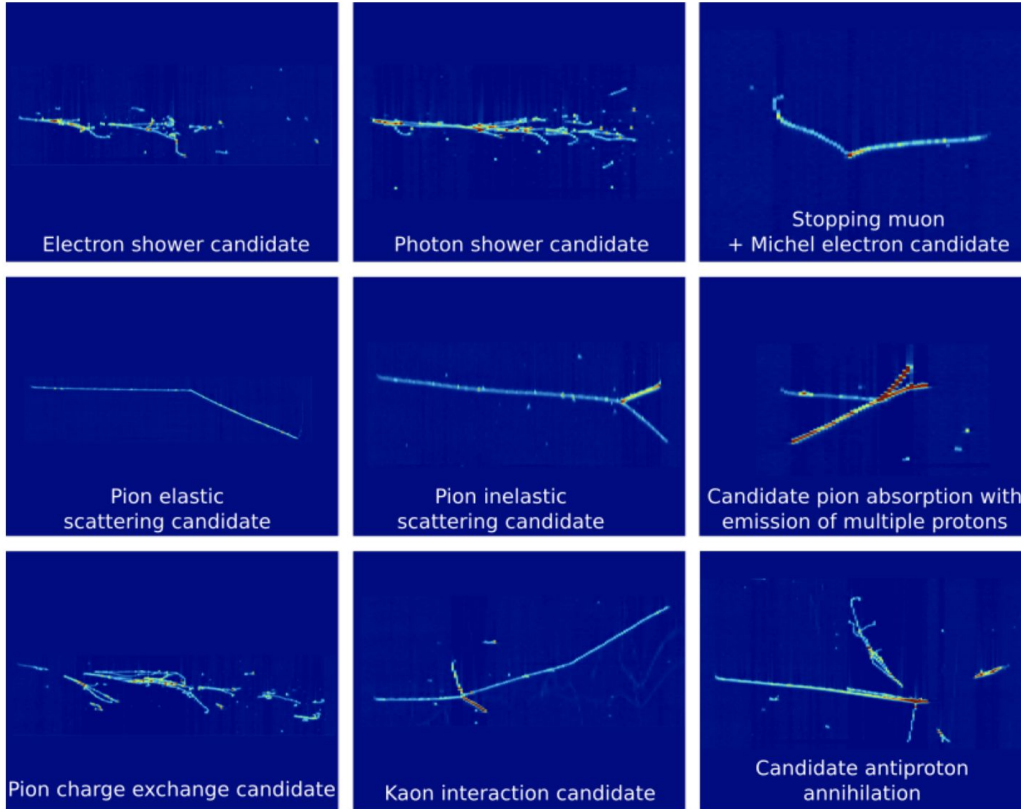 Electron shower candidate
Photon shower candidate
Stopping muon
+ Michel electron candidate
Pion elastic
scattering candidate
Pion inelastic
scattering candidate
Candidate pion absorption with
emission of multiple protons
Pion charge exchange candidate
Kaon interaction candidate
Candidate antiproton
annihilation